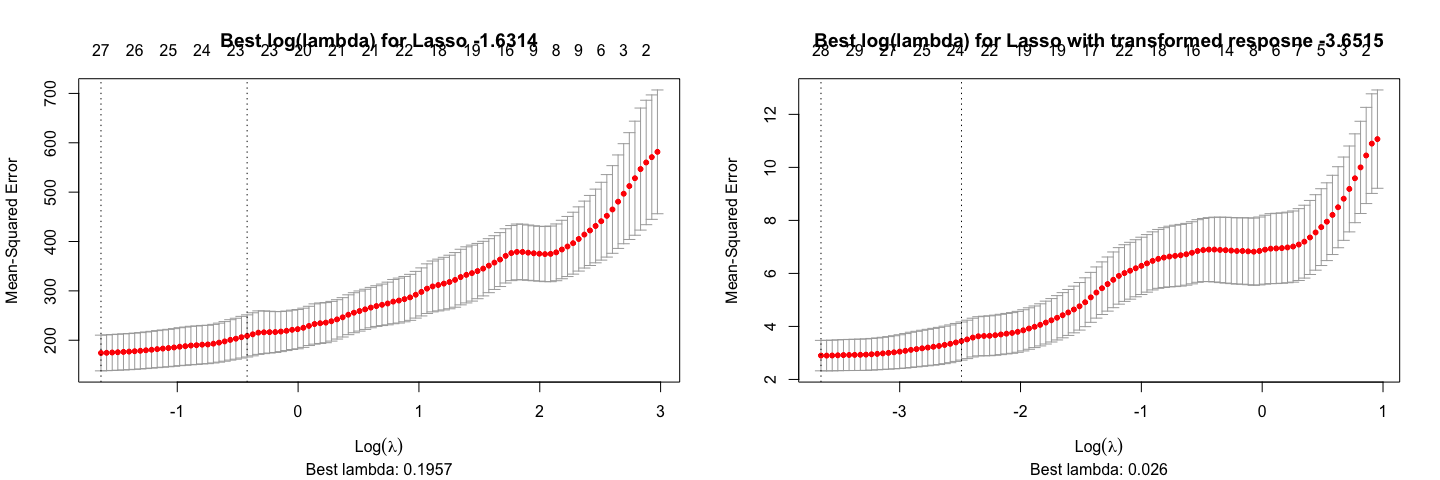 Best log(lambda) for Lasso -1.6314
27 26 25 24 23 23 20 21 21 22 18 19 16 9 8 9 6 3 2
Mean-Squared Error
700
600
500
400
300
200
-1 0 1 2 3
Log(λ)
Best lambda: 0.1957
Best log(lambda) for Lasso with transformed resposne -3.6515
28 29 27 25 24 22 19 19 17 22 18 16 14 8 6 7 5 3 2
Mean-Squared Error
12
10
8
6
4
2
-3 -2 -1 0 1
Log(λ)
Best lambda: 0.026